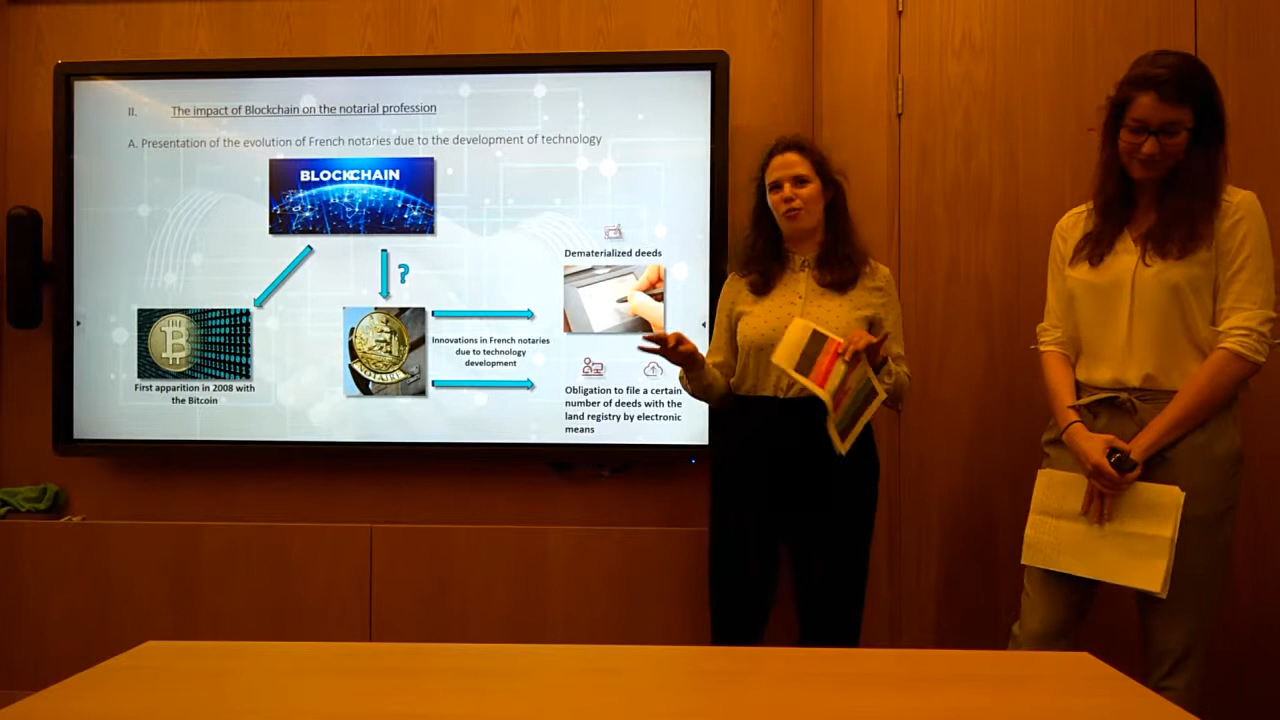 II. The impact of Blockchain on the notarial profession
A. Presentation of the evolution of French notaries due to the development of technology
BLOCKCHAIN
?
Dematerialized deeds
B
NOTAIRE
Innovations in French notaries
due to technology
development
First apparition in 2008 with
the Bitcoin
Obligation to file a certain
number of deeds with the
land registry by electronic
means